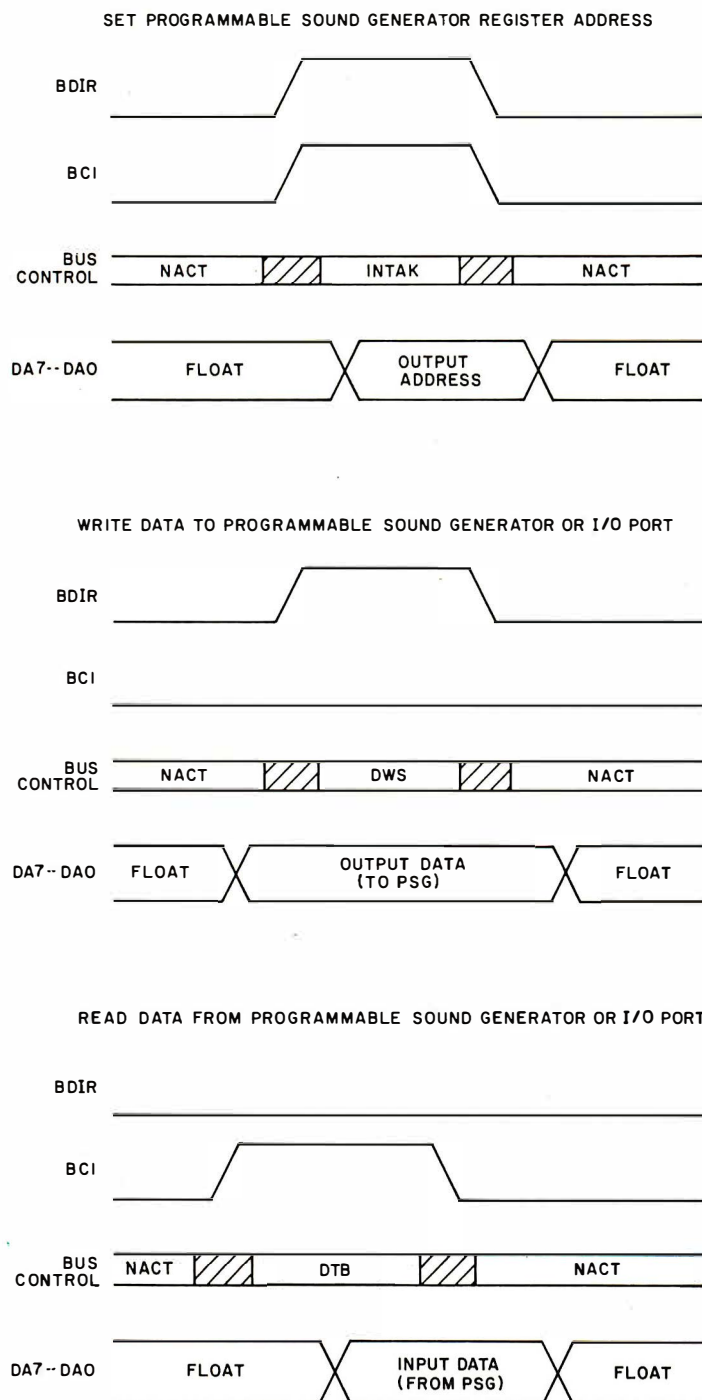 SET PROGRAMMABLE SOUND GENERATOR REGISTER ADDRESS
BDIR
BC1
BUS
CONTROL
NACT
INTAK
NACT
DA7--DA0
FLOAT
OUTPUT
ADDRESS
FLOAT
WRITE DATA TO PROGRAMMABLE SOUND GENERATOR OR I/O PORT
BDIR
BC1
BUS
CONTROL
NACT
DWS
NACT
DA7--DA0
FLOAT
OUTPUT DATA
(TO PSG)
FLOAT
READ DATA FROM PROGRAMMABLE SOUND GENERATOR OR I/O PORT
BDIR
BC1
BUS
CONTROL
NACT
DTB
NACT
DA7--DA0
FLOAT
INPUT DATA
(FROM PSG)
FLOAT